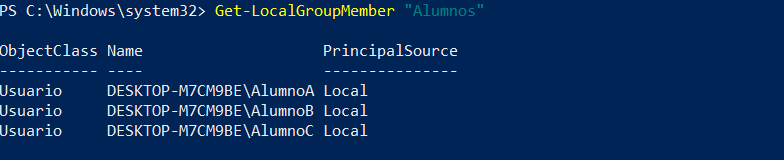 PS C:\Windows\system32> Get-LocalGroupMember "Alumnos"
ObjectClass Name                    PrincipalSource
----------- ----                    ---------------
Usuario     DESKTOP-M7CM9BE\AlumnoA Local
Usuario     DESKTOP-M7CM9BE\AlumnoB Local
Usuario     DESKTOP-M7CM9BE\AlumnoC Local